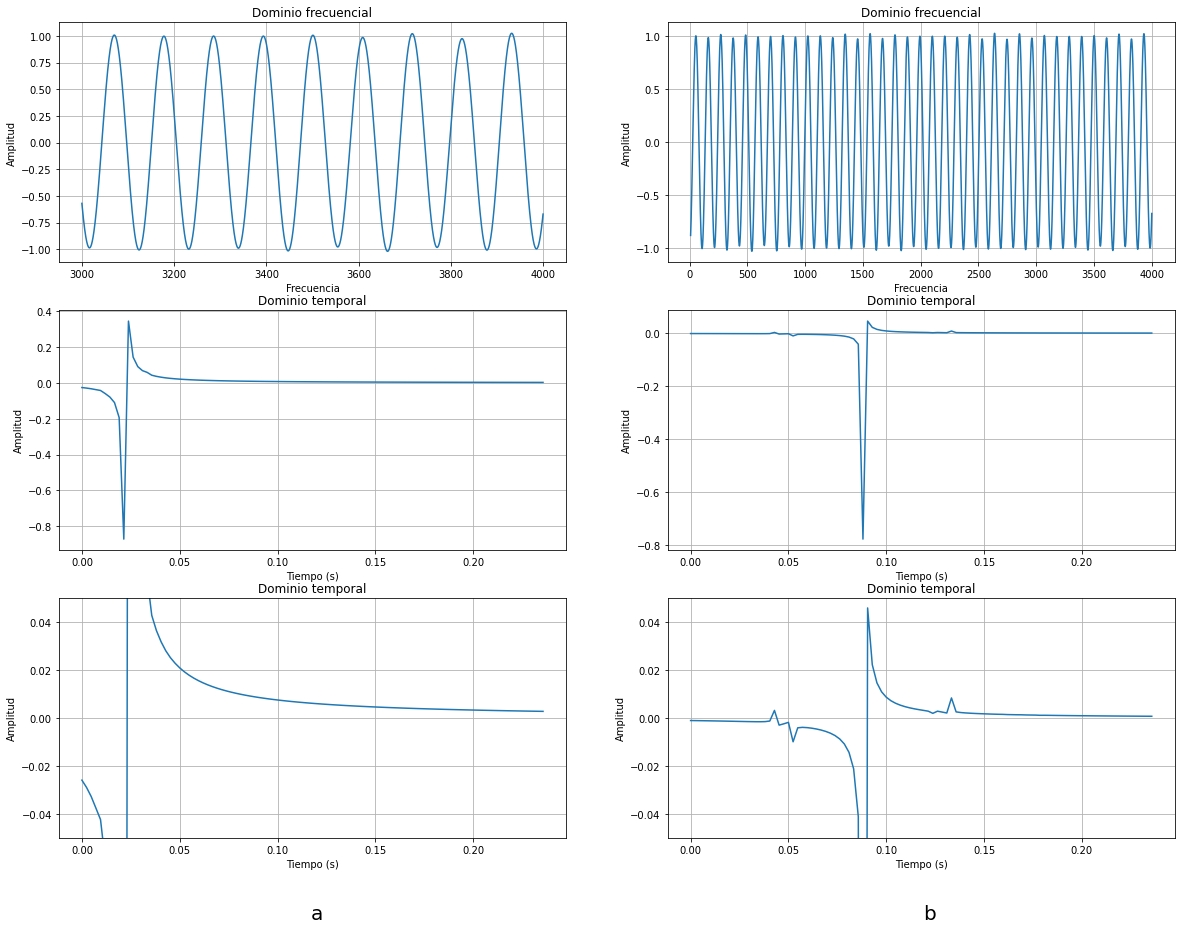 Dominio frecuencial
Amplitud
1.00
0.75
0.50
0.25
0.00
−0.25
−0.50
−0.75
−1.00
3000 3200 3400 3600 3800 4000
Frecuencia
Dominio temporal
Amplitud
0.4
0.2
0.0
−0.2
−0.4
−0.6
−0.8
0.00 0.05 0.10 0.15 0.20
Tiempo (s)
Dominio temporal
Amplitud
0.04
0.02
0.00
−0.02
−0.04
0.00 0.05 0.10 0.15 0.20
Tiempo (s)
a
Dominio frecuencial
Amplitud
1.0
0.5
0.0
−0.5
−1.0
0 500 1000 1500 2000 2500 3000 3500 4000
Frecuencia
Dominio temporal
Amplitud
0.0
−0.2
−0.4
−0.6
−0.8
0.00 0.05 0.10 0.15 0.20
Tiempo (s)
Dominio temporal
Amplitud
0.04
0.02
0.00
−0.02
−0.04
0.00 0.05 0.10 0.15 0.20
Tiempo (s)
b